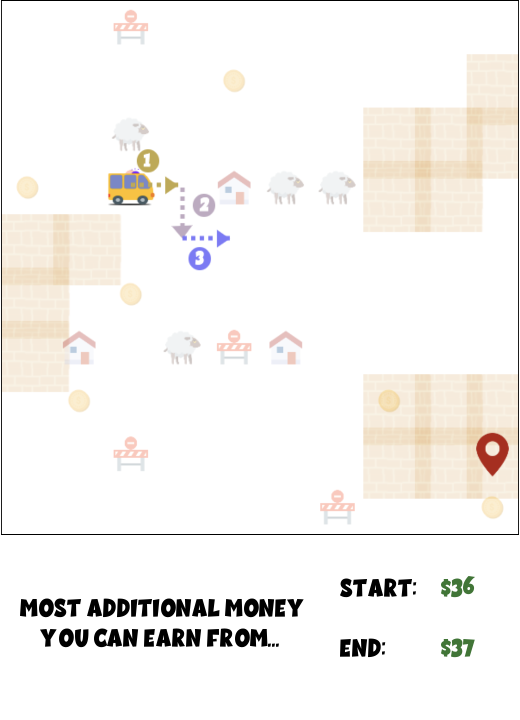 1
2
3
MOST ADDITIONAL MONEY
YOU CAN EARN FROM...
START: $36
END: $37